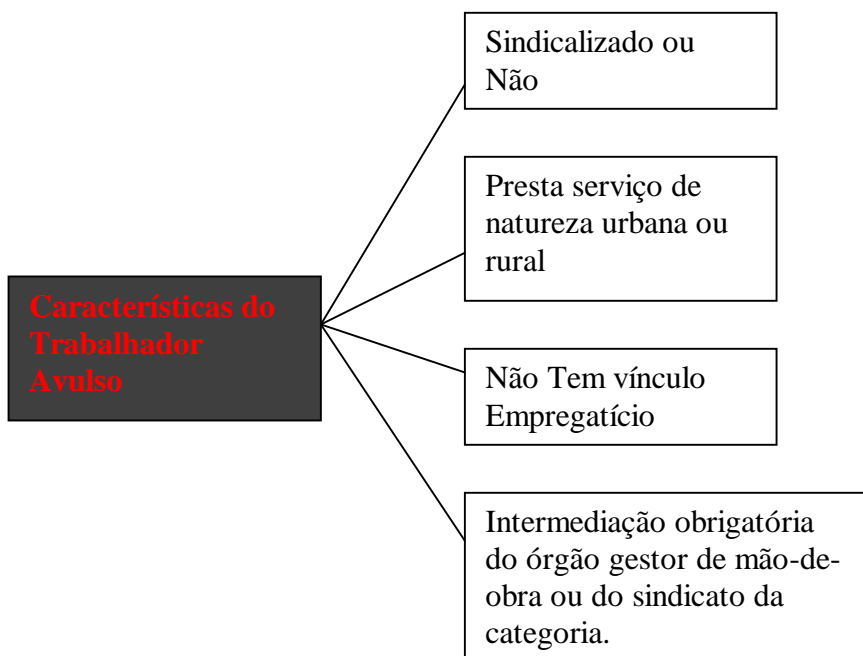 Sindicalizado ou
Não
Presta serviço de
natureza urbana ou
rural
Características do
Trabalhador
Avulso
Não Tem vínculo
Empregatício
Intermediação obrigatória
do órgão gestor de mão-de-
obra ou do sindicato da
categoria.